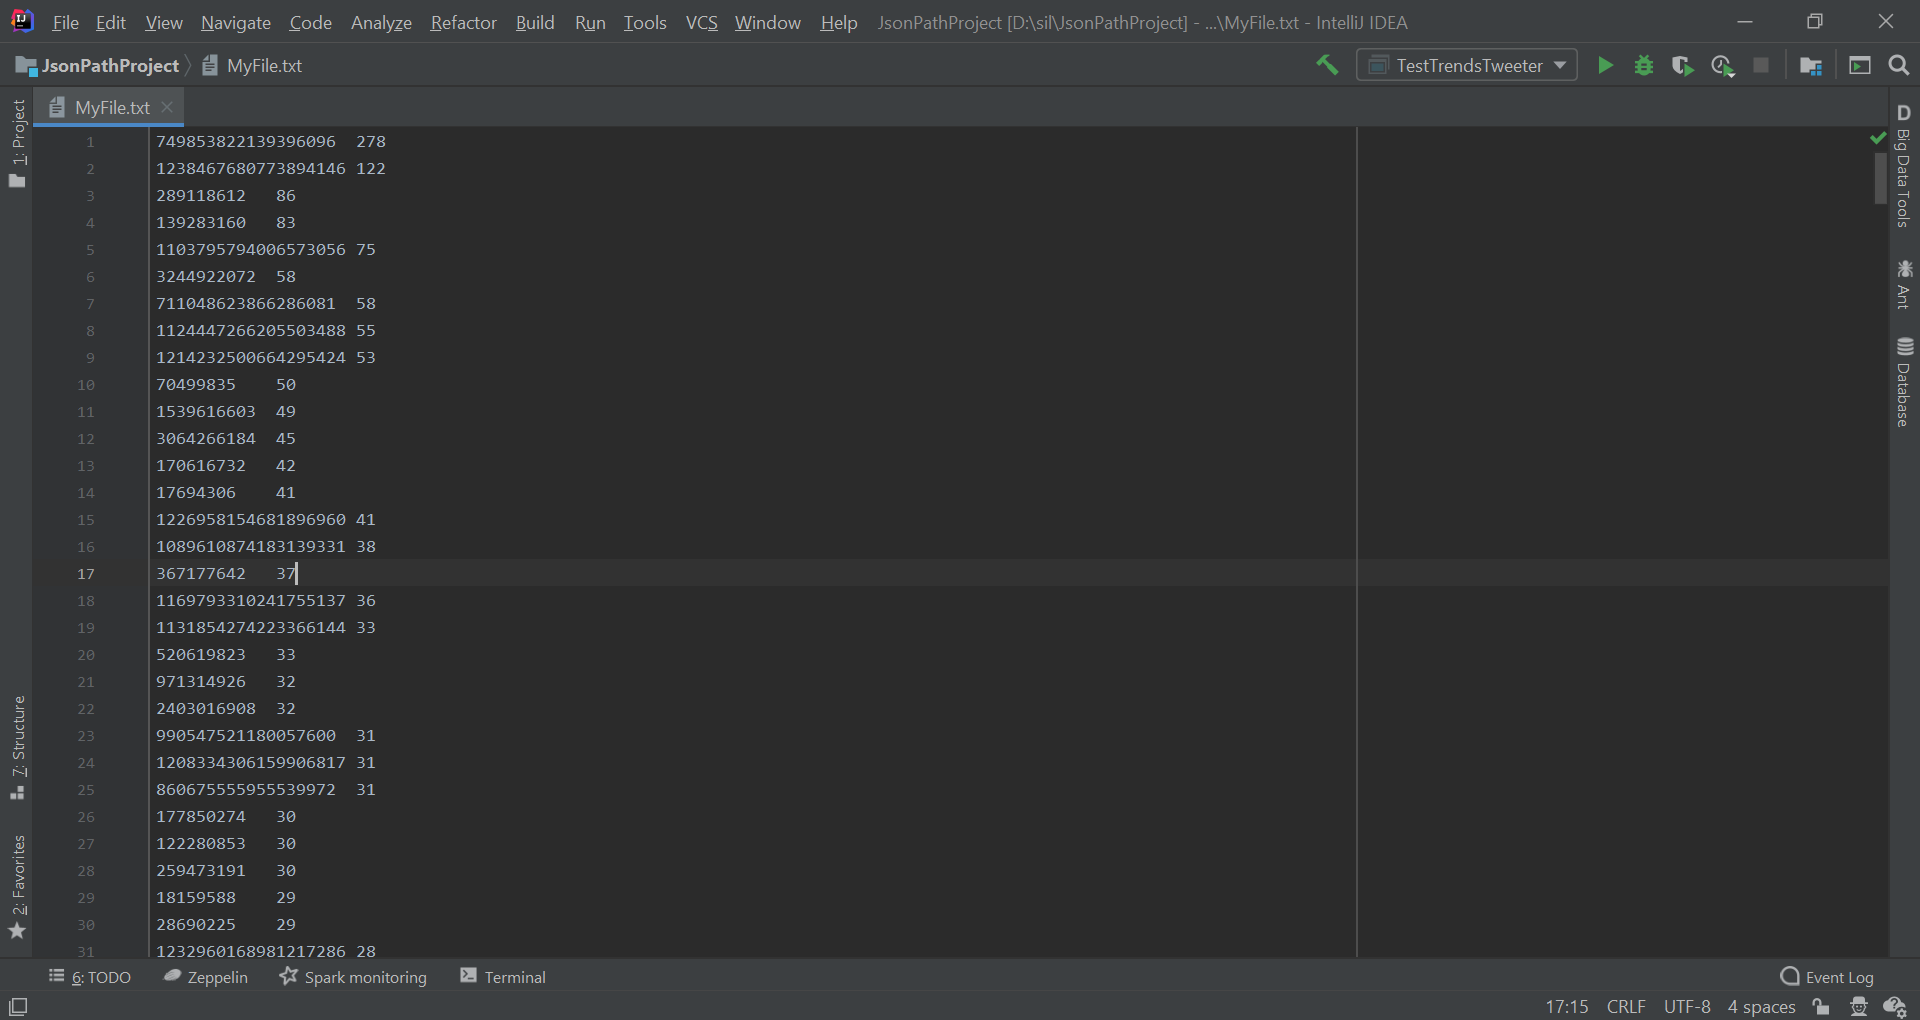 File Edit View Navigate Code Analyze Refactor Build Run Tools VCS Window Help JsonPathProject [D:\sil\JsonPathProject] - ...\MyFile.txt - IntelliJ IDEA
JsonPathProject MyFile.txt TestTrendsTweeter
MyFile.txt
1: Project
7: Structure
2: Favorites
1 749853822139396096 278
2 1238467680773894146 122
3 289118612 86
4 139283160 83
5 1103795794006573056 75
6 3244922072 58
7 711048623866286081 58
8 1124447266205503488 55
9 1214232500664295424 53
10 70499835 50
11 1539616603 49
12 3064266184 45
13 170616732 42
14 17694306 41
15 1226958154681896960 41
16 1089610874183139331 38
17 367177642 37
18 1169793310241755137 36
19 1131854274223366144 33
20 520619823 33
21 971314926 32
22 2403016908 32
23 990547521180057600 31
24 1208334306159906817 31
25 860675555955539972 31
26 177850274 30
27 122280853 30
28 259473191 30
29 18159588 29
30 28690225 29
31 1232960168981217286 28
D Big Data Tools
Ant
Database
6: TODO Zeppelin Spark monitoring Terminal Event Log
17:15 CRLF UTF-8 4 spaces